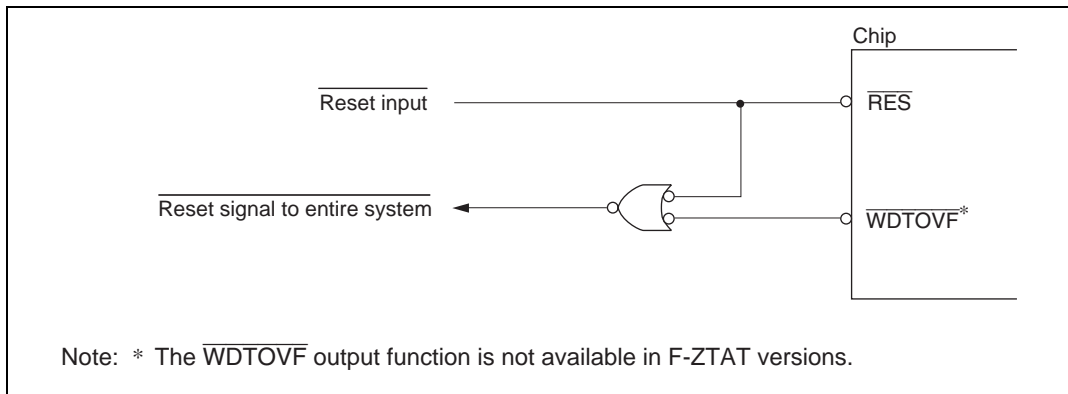 Chip
Reset input
RES
Reset signal to entire system
WDTOVF*
Note: * The WDTOVF output function is not available in F-ZTAT versions.